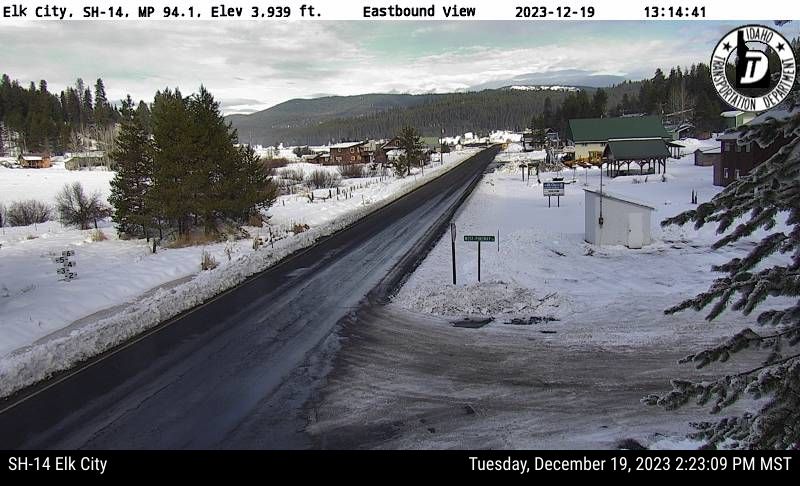 Elk City, SH-14, MP 94.1, Elev 3,939 ft. Eastbound View 2023-12-19 13:14:41
IDAHO
TRANSPORTATION DEPARTMENT
SH-14 Elk City Tuesday, December 19, 2023 2:23:09 PM MST